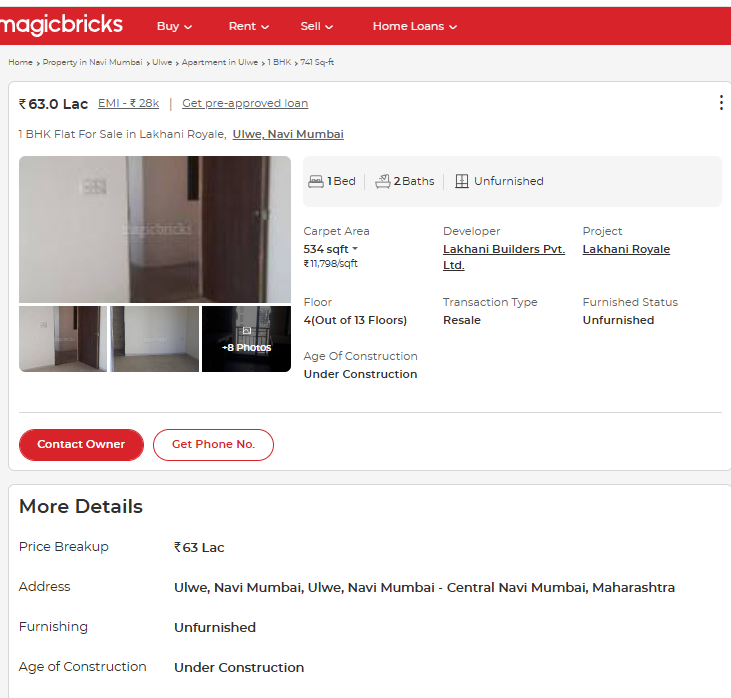 magicbricks
Buy Rent Sell Home Loans
Home Property in Navi Mumbai Ulwe Apartment in Ulwe 1 BHK 741 Sq-ft
₹63.0 Lac EMI - ₹ 28k | Get pre-approved loan
1 BHK Flat For Sale in Lakhani Royale, Ulwe, Navi Mumbai
magicbricks
+8 Photos
1 Bed 2 Baths Unfurnished
Carpet Area
534 sqft
₹11,798/sqft
Developer
Lakhani Builders Pvt.
Ltd.
Project
Lakhani Royale
Floor
4(Out of 13 Floors)
Transaction Type
Resale
Furnished Status
Unfurnished
Age Of Construction
Under Construction
Contact Owner
Get Phone No.
More Details
Price Breakup ₹63 Lac
Address Ulwe, Navi Mumbai, Ulwe, Navi Mumbai - Central Navi Mumbai, Maharashtra
Furnishing Unfurnished
Age of Construction Under Construction